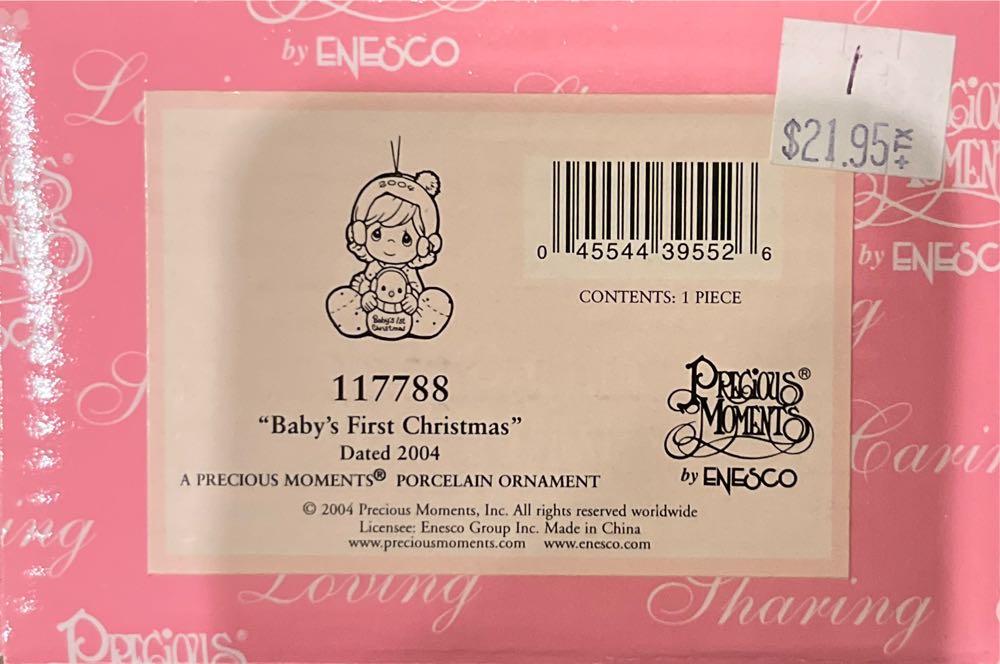 by ENESCO
1
$21.95 +TX
2004
Baby's 1st
Christmas
0 45544 39552 6
CONTENTS: 1 PIECE
by ENESCO
117788
"Baby's First Christmas"
Dated 2004
A PRECIOUS MOMENTS® PORCELAIN ORNAMENT
PRECIOUS®
MOMENTS
by ENESCO
© 2004 Precious Moments, Inc. All rights reserved worldwide
Licensee: Enesco Group Inc. Made in China
www.preciousmoments.com www.enesco.com
Loving
Sharing
PRECIOUS®